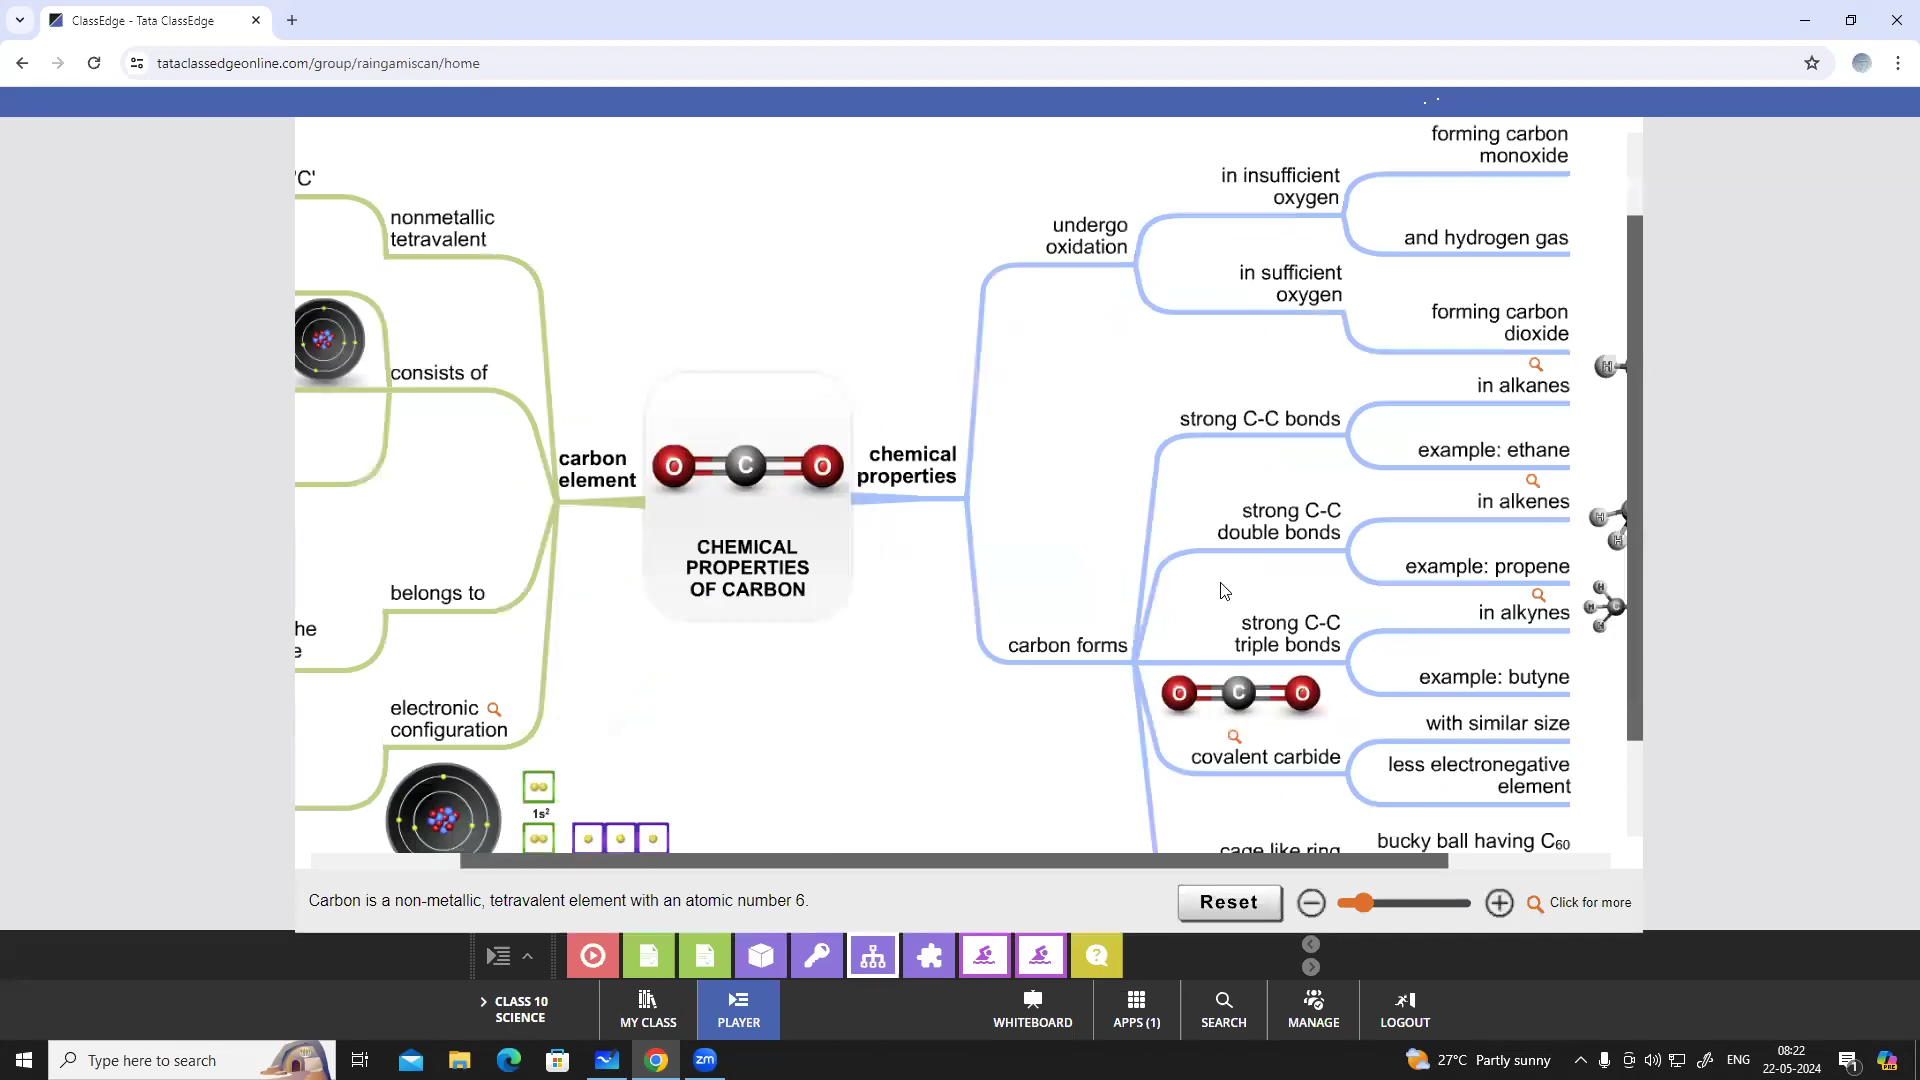 ClassEdge - Tata ClassEdge
tataclassedgeonline.com/group/raingamiscan/home
'C'
nonmetallic
tetravalent
consists of
belongs to
he
e
electronic
configuration
1s²
carbon
element
O C O
CHEMICAL
PROPERTIES
OF CARBON
chemical
properties
undergo
oxidation
in insufficient
oxygen
forming carbon
monoxide
and hydrogen gas
in sufficient
oxygen
forming carbon
dioxide
carbon forms
strong C-C bonds
in alkanes
example: ethane
H
strong C-C
double bonds
in alkenes
example: propene
H
H
strong C-C
triple bonds
in alkynes
example: butyne
H
H C
H
O C O
covalent carbide
with similar size
less electronegative
element
cage like ring
bucky ball having C₆₀
Carbon is a non-metallic, tetravalent element with an atomic number 6.
Reset
Click for more
CLASS 10
SCIENCE
MY CLASS
PLAYER
WHITEBOARD
APPS (1)
SEARCH
MANAGE
LOGOUT
Type here to search
zm
27°C Partly sunny
ENG
08:22
22-05-2024
1
PRE